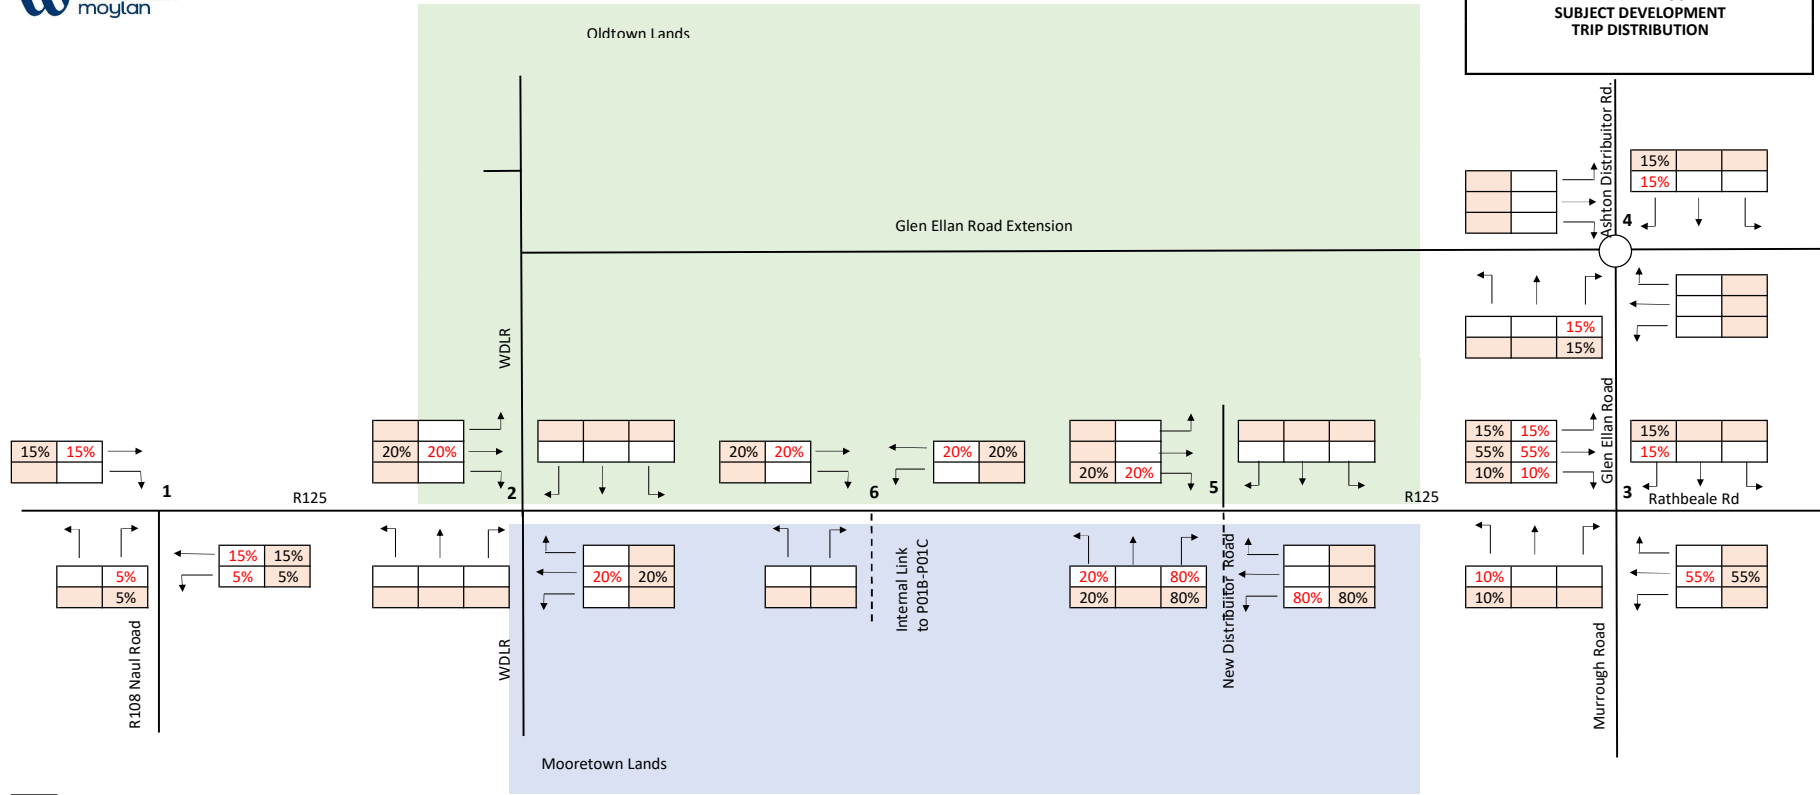 moylan
SUBJECT DEVELOPMENT
TRIP DISTRIBUTION
Oldtown Lands
Ashton Distribuitor Rd.
15%
15%
4
Glen Ellan Road Extension
15%
15%
WDLR
Glen Ellan Road
15% 15%
20% 20%
20% 20%
20% 20%
20% 20%
15% 15%
55% 55%
10% 10%
15%
15%
1
R125
2
6
5
R125
3
Rathbeale Rd
5%
5%
15% 15%
5% 5%
20% 20%
Internal Link
to P01B-P01C
20% 80%
20% 80%
New Distribuitor Road
80% 80%
10%
10%
55% 55%
R108 Naul Road
WDLR
Murrough Road
Mooretown Lands